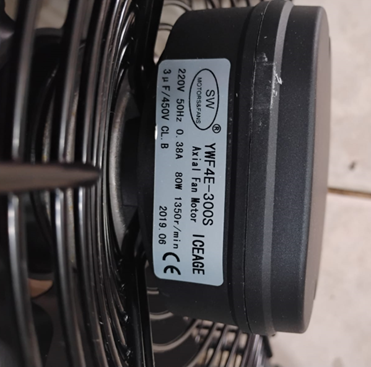 SW ®
MOTORS&FANS
YWF4E-300S ICEAGE
Axial Fan Motor
220V 50Hz 0.38A 80W 1350r/min
3μF/450V CL.B 2019.06 CE